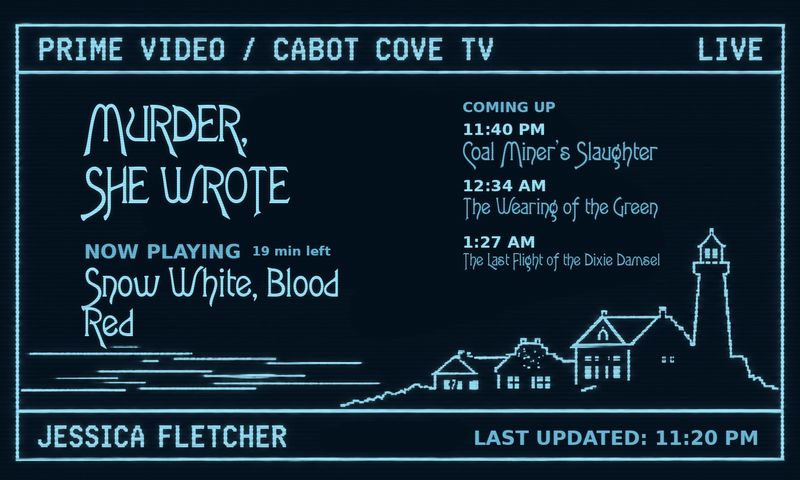 PRIME VIDEO / CABOT COVE TV
LIVE
MURDER,
SHE WROTE
NOW PLAYING 19 min left
Snow White, Blood
Red
COMING UP
11:40 PM
Coal Miner's Slaughter
12:34 AM
The Wearing of the Green
1:27 AM
The Last Flight of the Dixie Damsel
JESSICA FLETCHER
LAST UPDATED: 11:20 PM